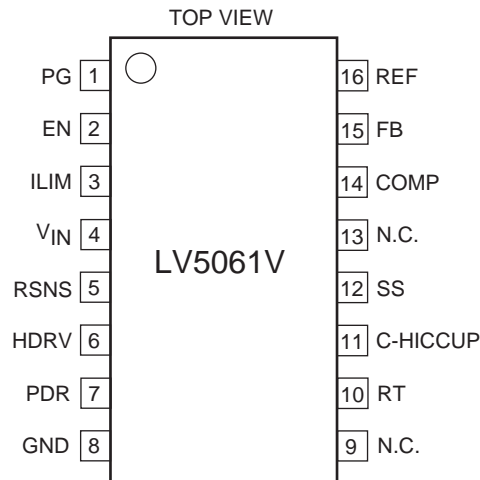 TOP VIEW
PG 1
EN 2
ILIM 3
VIN 4
RSNS 5
HDRV 6
PDR 7
GND 8
LV5061V
16 REF
15 FB
14 COMP
13 N.C.
12 SS
11 C-HICCUP
10 RT
9 N.C.